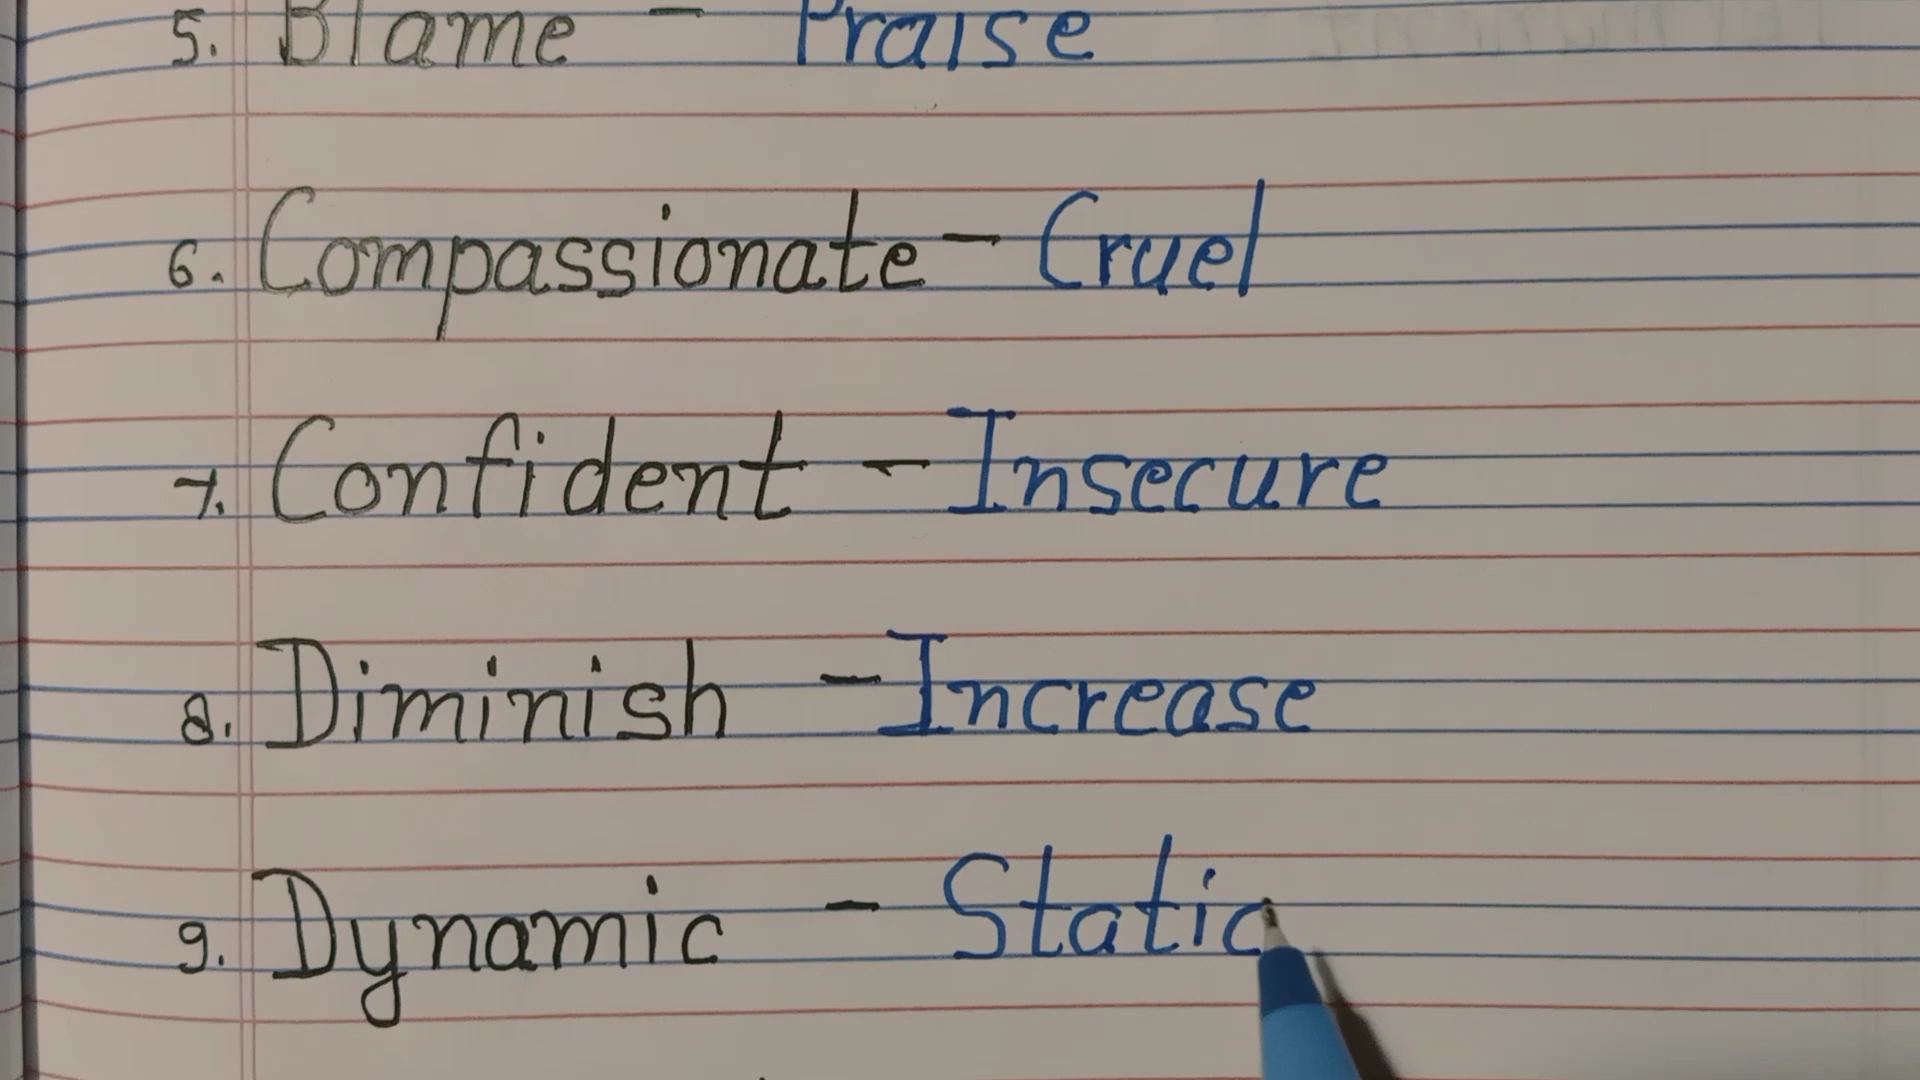 5. Blame - Praise
6. Compassionate - Cruel
7. Confident - Insecure
8. Diminish - Increase
9. Dynamic - Static